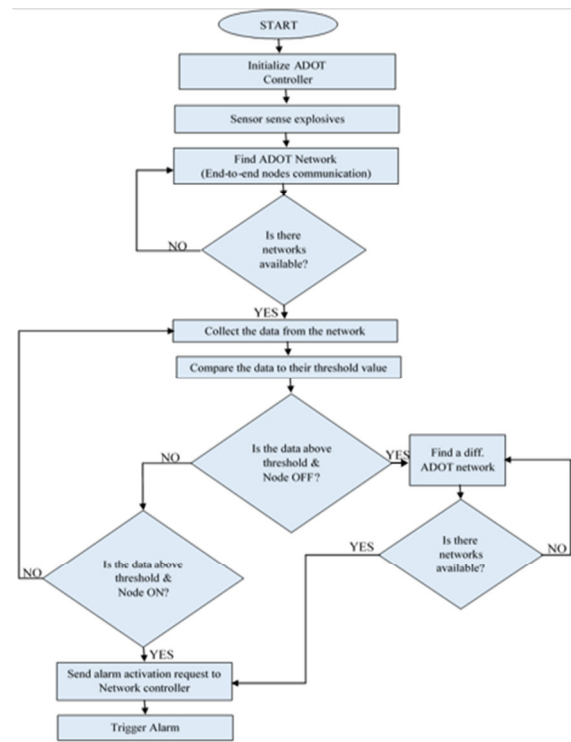 START
Initialize ADOT
Controller
Sensor sense explosives
Find ADOT Network
(End-to-end nodes communication)
Is there
networks
available?
NO
YES
Collect the data from the network
Compare the data to their threshold value
Is the data above
threshold &
Node OFF?
NO
YES
Find a diff.
ADOT network
Is there
networks
available?
YES
NO
Is the data above
threshold &
Node ON?
NO
YES
Send alarm activation request to
Network controller
Trigger Alarm